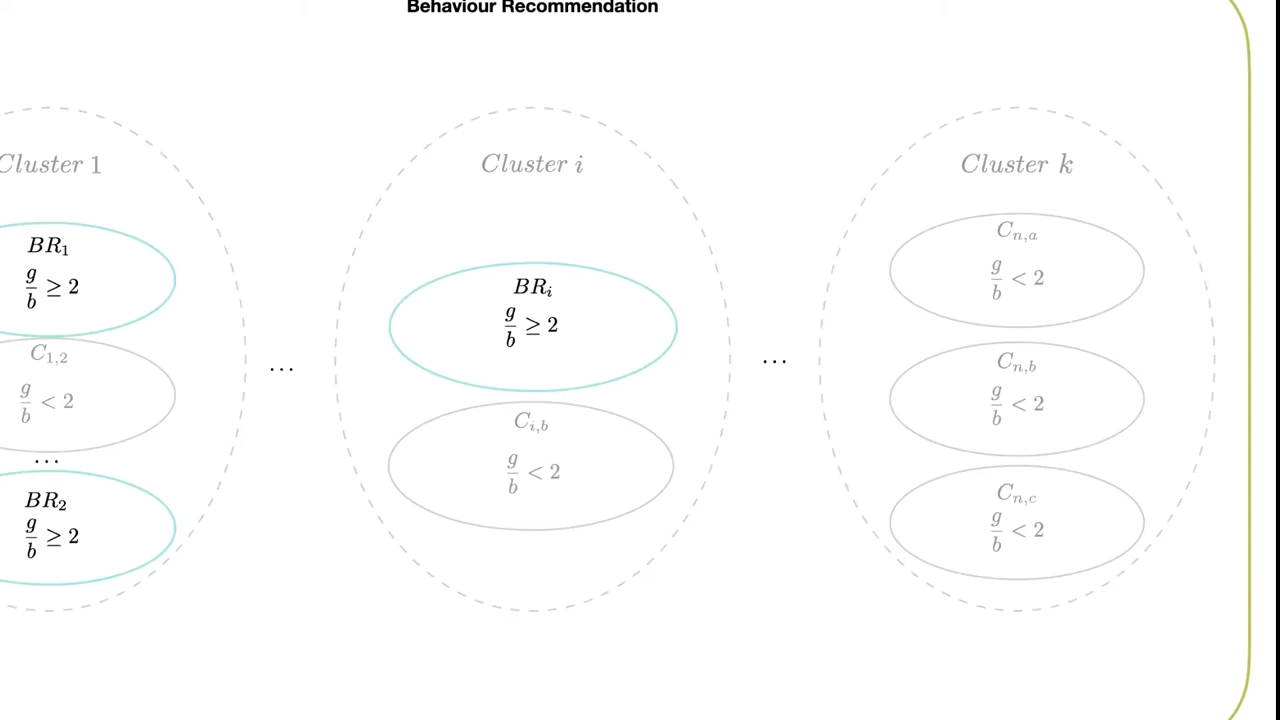 Behaviour Recommendation
Cluster 1
BR₁
g/b ≥ 2
C₁,₂
g/b < 2
...
BR₂
g/b ≥ 2
...
Cluster i
BRᵢ
g/b ≥ 2
Cᵢ,b
g/b < 2
...
Cluster k
Cₙ,ₐ
g/b < 2
Cₙ,b
g/b < 2
Cₙ,c
g/b < 2